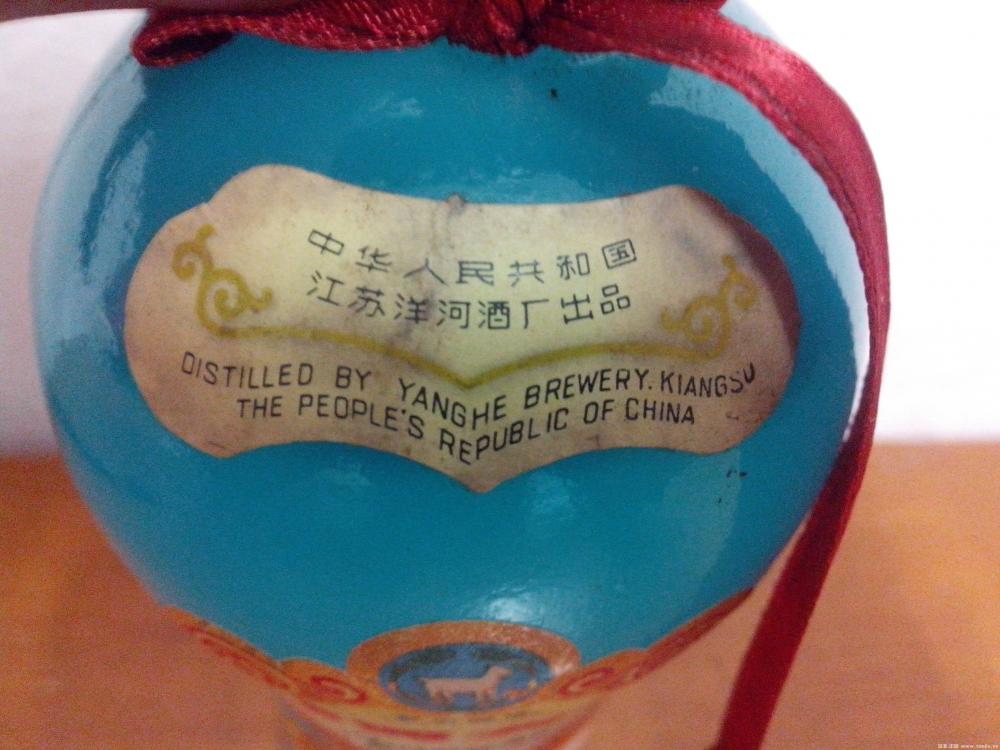 中华人民共和国
江苏洋河酒厂出品
DISTILLED BY YANGHE BREWERY. KIANGSU
THE PEOPLE'S REPUBLIC OF CHINA